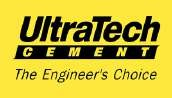 UltraTech
CEMENT
The Engineer's Choice